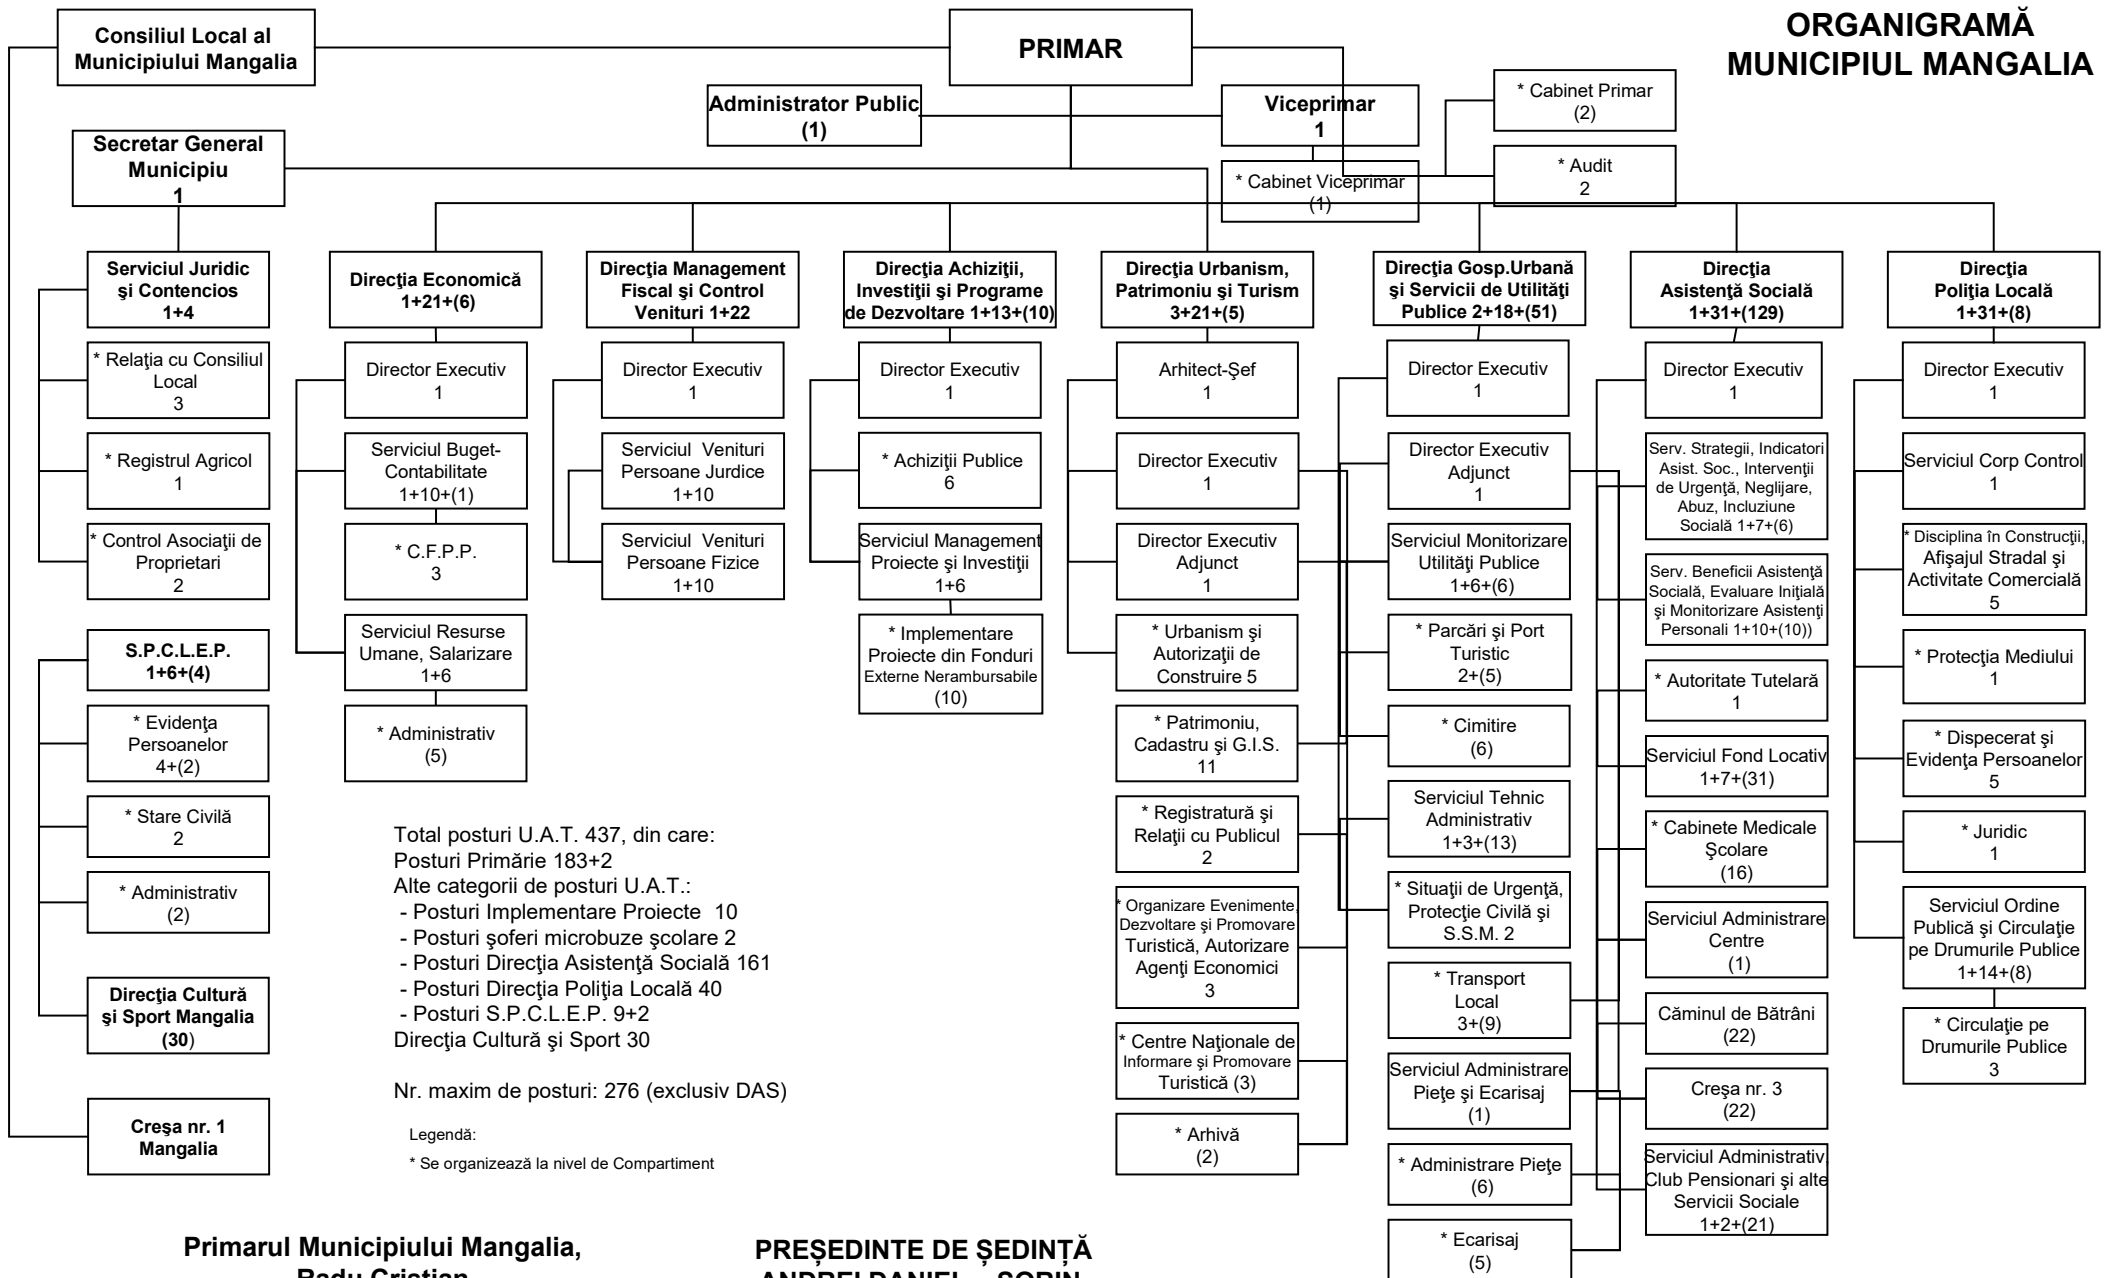 ORGANIGRAMĂ
MUNICIPIUL MANGALIA
Consiliul Local al
Municipiului Mangalia
PRIMAR
Administrator Public
(1)
Viceprimar
1
* Cabinet Primar
(2)
* Audit
2
* Cabinet Viceprimar
(1)
Secretar General
Municipiu
1
Serviciul Juridic
şi Contencios
1+4
* Relaţia cu Consiliul
Local
3
* Registrul Agricol
1
* Control Asociaţii de
Proprietari
2
S.P.C.L.E.P.
1+6+(4)
* Evidenţa
Persoanelor
4+(2)
* Stare Civilă
2
* Administrativ
(2)
Direcţia Cultură
şi Sport Mangalia
(30)
Creşa nr. 1
Mangalia
Direcţia Economică
1+21+(6)
Director Executiv
1
Serviciul Buget-
Contabilitate
1+10+(1)
* C.F.P.P.
3
Serviciul Resurse
Umane, Salarizare
1+6
* Administrativ
(5)
Direcţia Management
Fiscal şi Control
Venituri 1+22
Director Executiv
1
Serviciul Venituri
Persoane Jurdice
1+10
Serviciul Venituri
Persoane Fizice
1+10
Direcţia Achiziţii,
Investiţii şi Programe
de Dezvoltare 1+13+(10)
Director Executiv
1
* Achiziţii Publice
6
Serviciul Management
Proiecte şi Investiţii
1+6
* Implementare
Proiecte din Fonduri
Externe Nerambursabile
(10)
Direcţia Urbanism,
Patrimoniu şi Turism
3+21+(5)
Arhitect-Şef
1
Director Executiv
1
Director Executiv
Adjunct
1
* Urbanism şi
Autorizaţii de
Construire 5
* Patrimoniu,
Cadastru şi G.I.S.
11
* Registratură şi
Relaţii cu Publicul
2
* Organizare Evenimente,
Dezvoltare şi Promovare
Turistică, Autorizare
Agenţi Economici
3
* Centre Naţionale de
Informare şi Promovare
Turistică (3)
* Arhivă
(2)
Direcţia Gosp.Urbană
şi Servicii de Utilităţi
Publice 2+18+(51)
Director Executiv
1
Director Executiv
Adjunct
1
Serviciul Monitorizare
Utilităţi Publice
1+6+(6)
* Parcări şi Port
Turistic
2+(5)
* Cimitire
(6)
Serviciul Tehnic
Administrativ
1+3+(13)
* Situaţii de Urgenţă,
Protecţie Civilă şi
S.S.M. 2
* Transport
Local
3+(9)
Serviciul Administrare
Pieţe şi Ecarisaj
(1)
* Administrare Pieţe
(6)
* Ecarisaj
(5)
Direcţia
Asistenţă Socială
1+31+(129)
Director Executiv
1
Serv. Strategii, Indicatori
Asist. Soc., Intervenţii
de Urgenţă, Neglijare,
Abuz, Incluziune
Socială 1+7+(6)
Serv. Beneficii Asistenţă
Socială, Evaluare Iniţială
şi Monitorizare Asistenţi
Personali 1+10+(10))
* Autoritate Tutelară
1
Serviciul Fond Locativ
1+7+(31)
* Cabinete Medicale
Şcolare
(16)
Serviciul Administrare
Centre
(1)
Căminul de Bătrâni
(22)
Creşa nr. 3
(22)
Serviciul Administrativ,
Club Pensionari şi alte
Servicii Sociale
1+2+(21)
Direcţia
Poliţia Locală
1+31+(8)
Director Executiv
1
Serviciul Corp Control
1
* Disciplina în Construcţii,
Afişajul Stradal şi
Activitate Comercială
5
* Protecţia Mediului
1
* Dispecerat şi
Evidenţa Persoanelor
5
* Juridic
1
Serviciul Ordine
Publică şi Circulaţie
pe Drumurile Publice
1+14+(8)
* Circulaţie pe
Drumurile Publice
3
Total posturi U.A.T. 437, din care:
Posturi Primărie 183+2
Alte categorii de posturi U.A.T.:
- Posturi Implementare Proiecte 10
- Posturi şoferi microbuze şcolare 2
- Posturi Direcţia Asistenţă Socială 161
- Posturi Direcţia Poliţia Locală 40
- Posturi S.P.C.L.E.P. 9+2
Direcţia Cultură şi Sport 30
Nr. maxim de posturi: 276 (exclusiv DAS)
Legendă:
* Se organizează la nivel de Compartiment
Primarul Municipiului Mangalia,
Radu Cristian
PREȘEDINTE DE ȘEDINȚĂ
ANDREI DANIEL - SORIN